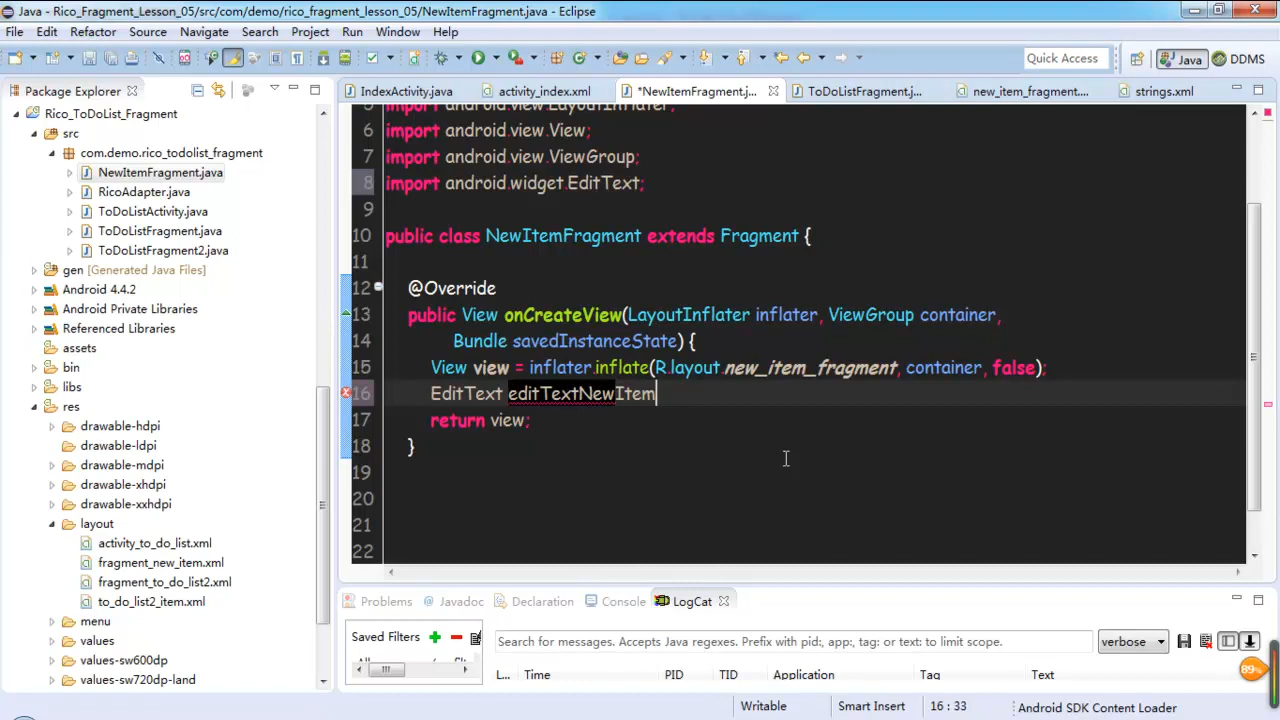 Java - Rico_Fragment_Lesson_05/src/com/demo/rico_fragment_lesson_05/NewItemFragment.java - Eclipse
File Edit Refactor Source Navigate Search Project Run Window Help
Quick Access
Java
DDMS
Package Explorer
IndexActivity.java
activity_index.xml
*NewItemFragment.j...
ToDoListFragment.j...
new_item_fragment....
strings.xml
Rico_ToDoList_Fragment
src
com.demo.rico_todolist_fragment
NewItemFragment.java
RicoAdapter.java
ToDoListActivity.java
ToDoListFragment.java
ToDoListFragment2.java
gen [Generated Java Files]
Android 4.4.2
Android Private Libraries
Referenced Libraries
assets
bin
libs
res
drawable-hdpi
drawable-ldpi
drawable-mdpi
drawable-xhdpi
drawable-xxhdpi
layout
activity_to_do_list.xml
fragment_new_item.xml
fragment_to_do_list2.xml
to_do_list2_item.xml
menu
values
values-sw600dp
values-sw720dp-land
5 import android.view.LayoutInflater;
6 import android.view.View;
7 import android.view.ViewGroup;
8 import android.widget.EditText;
9
10 public class NewItemFragment extends Fragment {
11
12 @Override
13 public View onCreateView(LayoutInflater inflater, ViewGroup container,
14 Bundle savedInstanceState) {
15 View view = inflater.inflate(R.layout.new_item_fragment, container, false);
16 EditText editTextNewItem
17 return view;
18 }
19
20
21
22
Problems
Javadoc
Declaration
Console
LogCat
Saved Filters
Search for messages. Accepts Java regexes. Prefix with pid:, app:, tag: or text: to limit scope.
verbose
L... Time PID TID Application Tag Text
89%
Writable
Smart Insert
16 : 33
Android SDK Content Loader